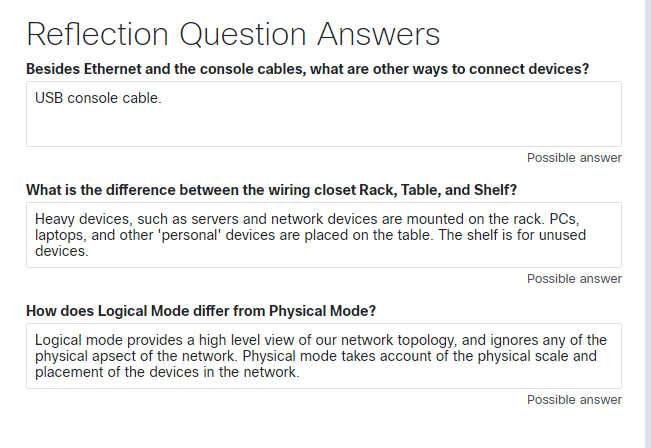 Reflection Question Answers
Besides Ethernet and the console cables, what are other ways to connect devices?
USB console cable.
Possible answer
What is the difference between the wiring closet Rack, Table, and Shelf?
Heavy devices, such as servers and network devices are mounted on the rack. PCs,
laptops, and other 'personal' devices are placed on the table. The shelf is for unused
devices.
Possible answer
How does Logical Mode differ from Physical Mode?
Logical mode provides a high level view of our network topology, and ignores any of the
physical apsect of the network. Physical mode takes account of the physical scale and
placement of the devices in the network.
Possible answer